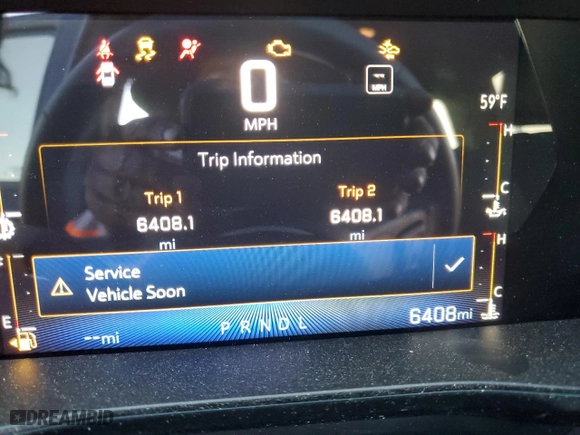 0
MPH
--
MPH
59°F
Trip Information
Trip 1
6408.1
mi
Trip 2
6408.1
mi
H
C
H
C
Service
Vehicle Soon
F
E
--mi
PRNDL
6408mi
DREAMBID